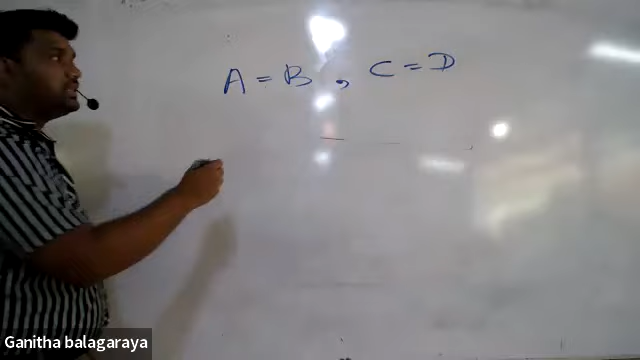 A = B , C = D
Ganitha balagaraya